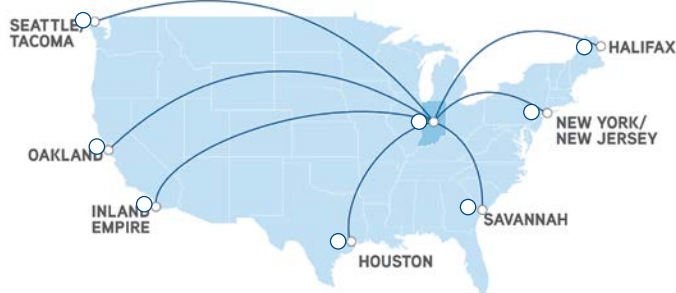 SEATTLE/
TACOMA
HALIFAX
NEW YORK/
NEW JERSEY
OAKLAND
INLAND
EMPIRE
SAVANNAH
HOUSTON